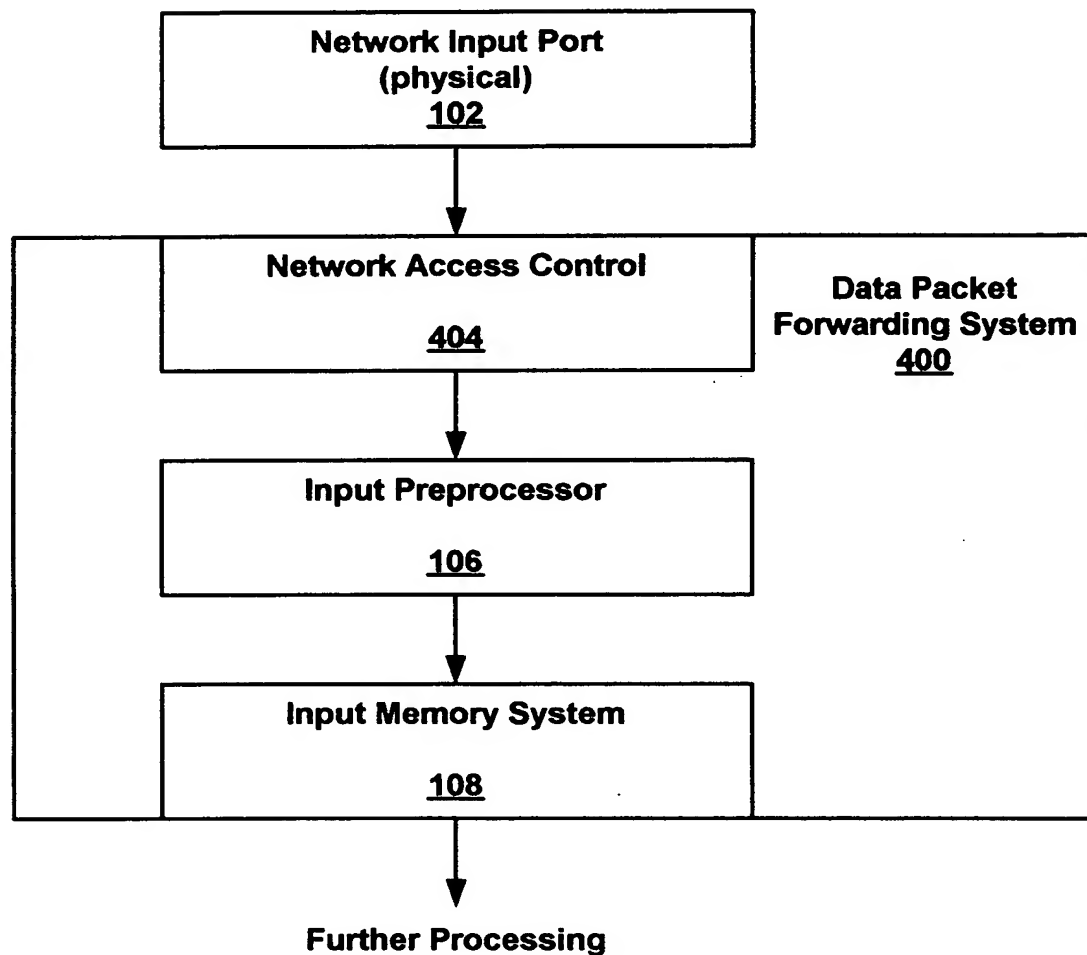 Network Input Port
(physical)
102
Network Access Control
404
Data Packet
Forwarding System
400
Input Preprocessor
106
Input Memory System
108
Further Processing